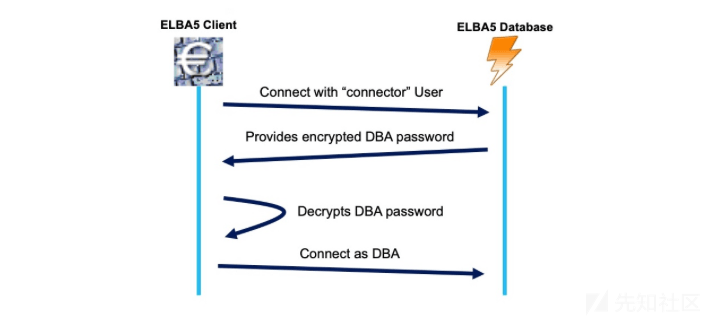 ELBA5 Client
ELBA5 Database
€
Connect with “connector” User
Provides encrypted DBA password
Decrypts DBA password
Connect as DBA
先知社区